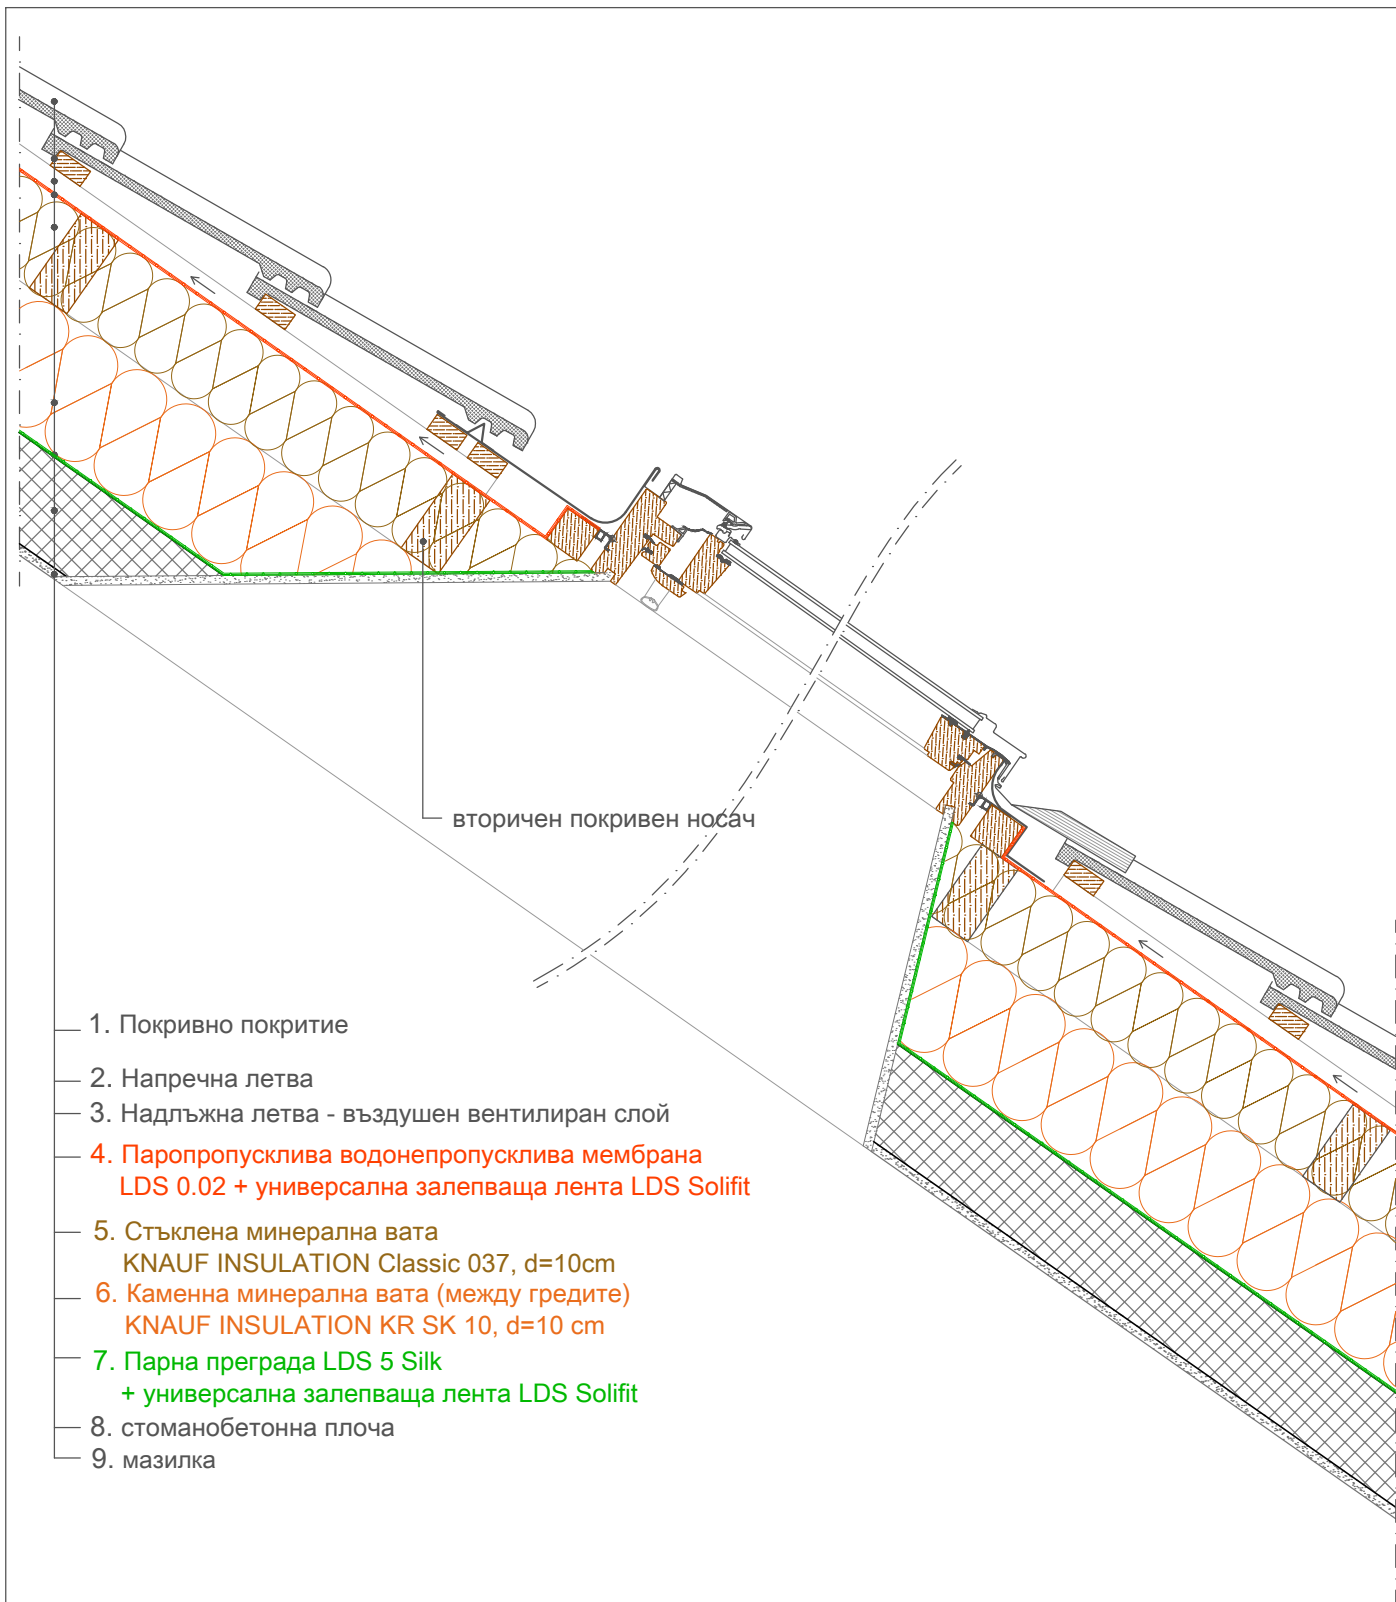 вторичен покривен носач
1. Покривно покритие
2. Напречна летва
3. Надлъжна летва - въздушен вентилиран слой
4. Паропропусклива водонепропусклива мембрана
LDS 0.02 + универсална залепваща лента LDS Solifit
5. Стъклена минерална вата
KNAUF INSULATION Classic 037, d=10cm
6. Каменна минерална вата (между гредите)
KNAUF INSULATION KR SK 10, d=10 cm
7. Парна преграда LDS 5 Silk
+ универсална залепваща лента LDS Solifit
8. стоманобетонна плоча
9. мазилка